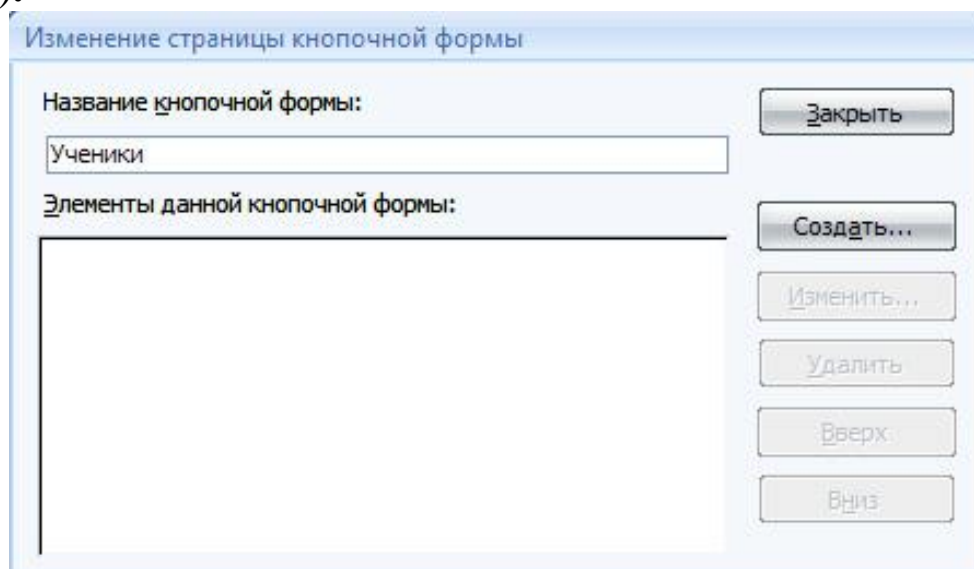 ).
Изменение страницы кнопочной формы
Название кнопочной формы:
Закрыть
Ученики
Элементы данной кнопочной формы:
Создать...
Изменить...
Удалить
Вверх
Вниз